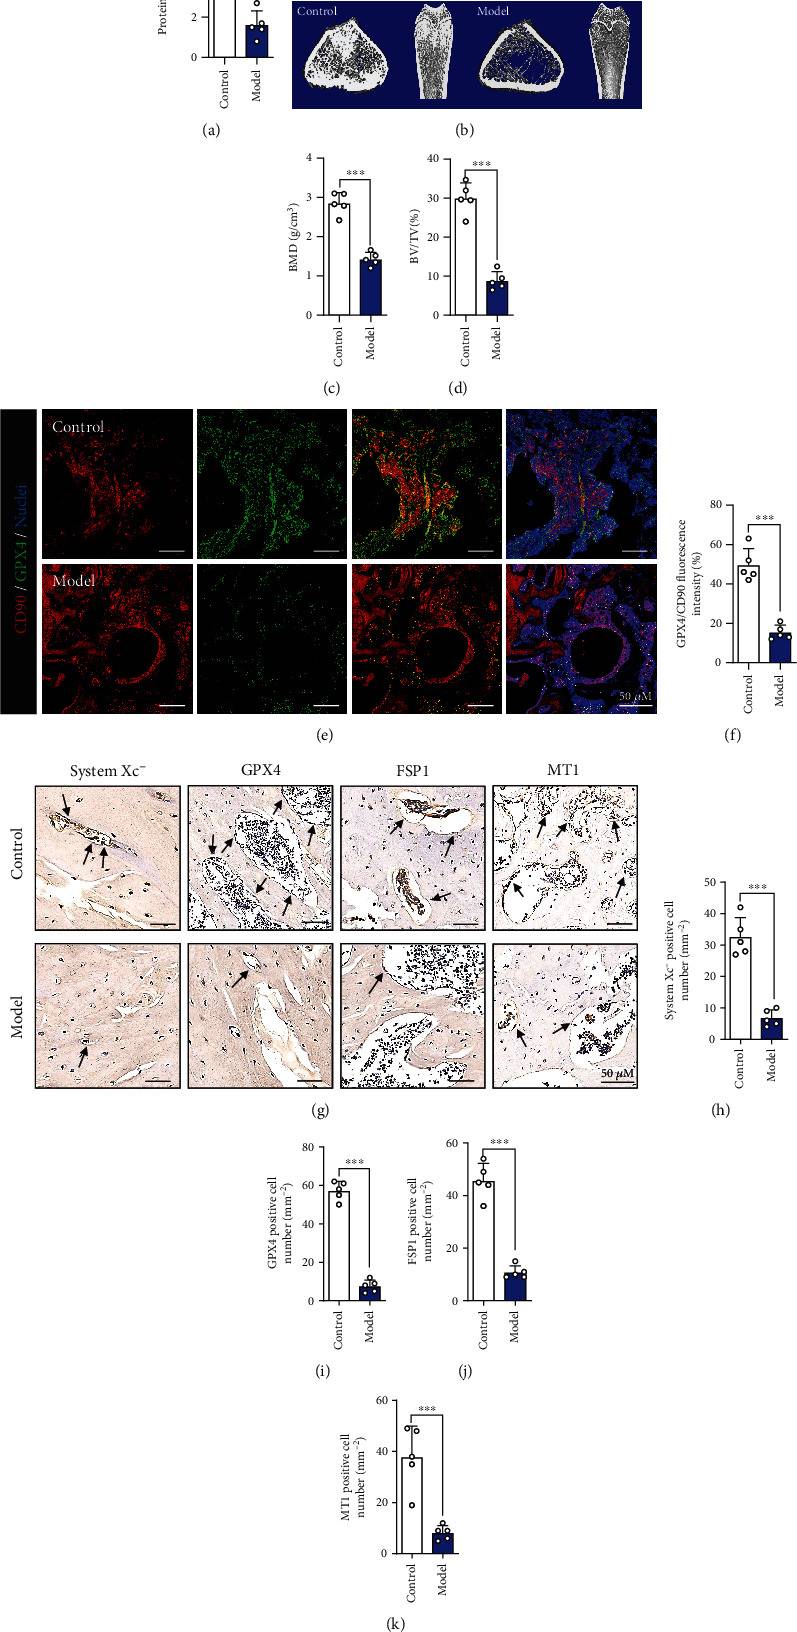 Protein
2
0
Control
Model
(a)
Control
Model
(b)
BMD (g/cm³)
4
3
2
1
0
***
Control
Model
(c)
BV/TV(%)
40
30
20
10
0
***
Control
Model
(d)
CD90 / GPX4 / Nuclei
Control
Model
50 μM
(e)
GPX4/CD90 fluorescence
intensity (%)
80
60
40
20
0
***
Control
Model
(f)
System Xc⁻
GPX4
FSP1
MT1
Control
Model
50 μM
(g)
System Xc⁻ positive cell
number (mm⁻²)
50
40
30
20
10
0
***
Control
Model
(h)
GPX4 positive cell
number (mm⁻²)
80
60
40
20
0
***
Control
Model
(i)
FSP1 positive cell
number (mm⁻²)
60
40
20
0
***
Control
Model
(j)
MT1 positive cell
number (mm⁻²)
60
40
20
0
***
Control
Model
(k)